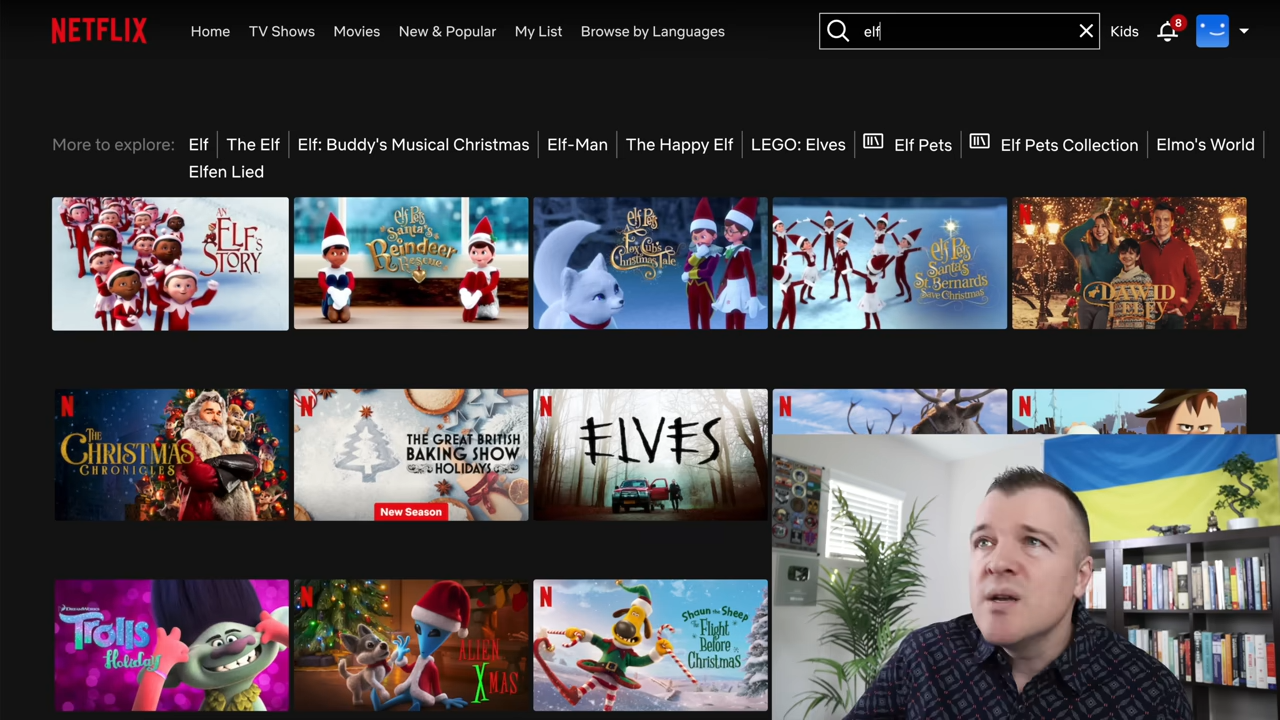 NETFLIX Home TV Shows Movies New & Popular My List Browse by Languages elf Kids 8
More to explore: Elf The Elf Elf: Buddy's Musical Christmas Elf-Man The Happy Elf LEGO: Elves Elf Pets Elf Pets Collection Elmo's World
Elfen Lied
AN
ELF'S
STORY
Elf Pets
Santa's
Reindeer
Rescue
Elf Pets
A Fox Cub's
Christmas Tale
Elf Pets
Santa's
St. Bernards
Save Christmas
N
DAWID
I ELFY
N
THE
CHRISTMAS
CHRONICLES
N
THE GREAT BRITISH
BAKING SHOW
HOLIDAYS
New Season
N
ELVES
N
N
DreamWorks
Trolls
Holiday
N
ALIEN
XMAS
N
Shaun the Sheep
The
Flight
Before
Christmas